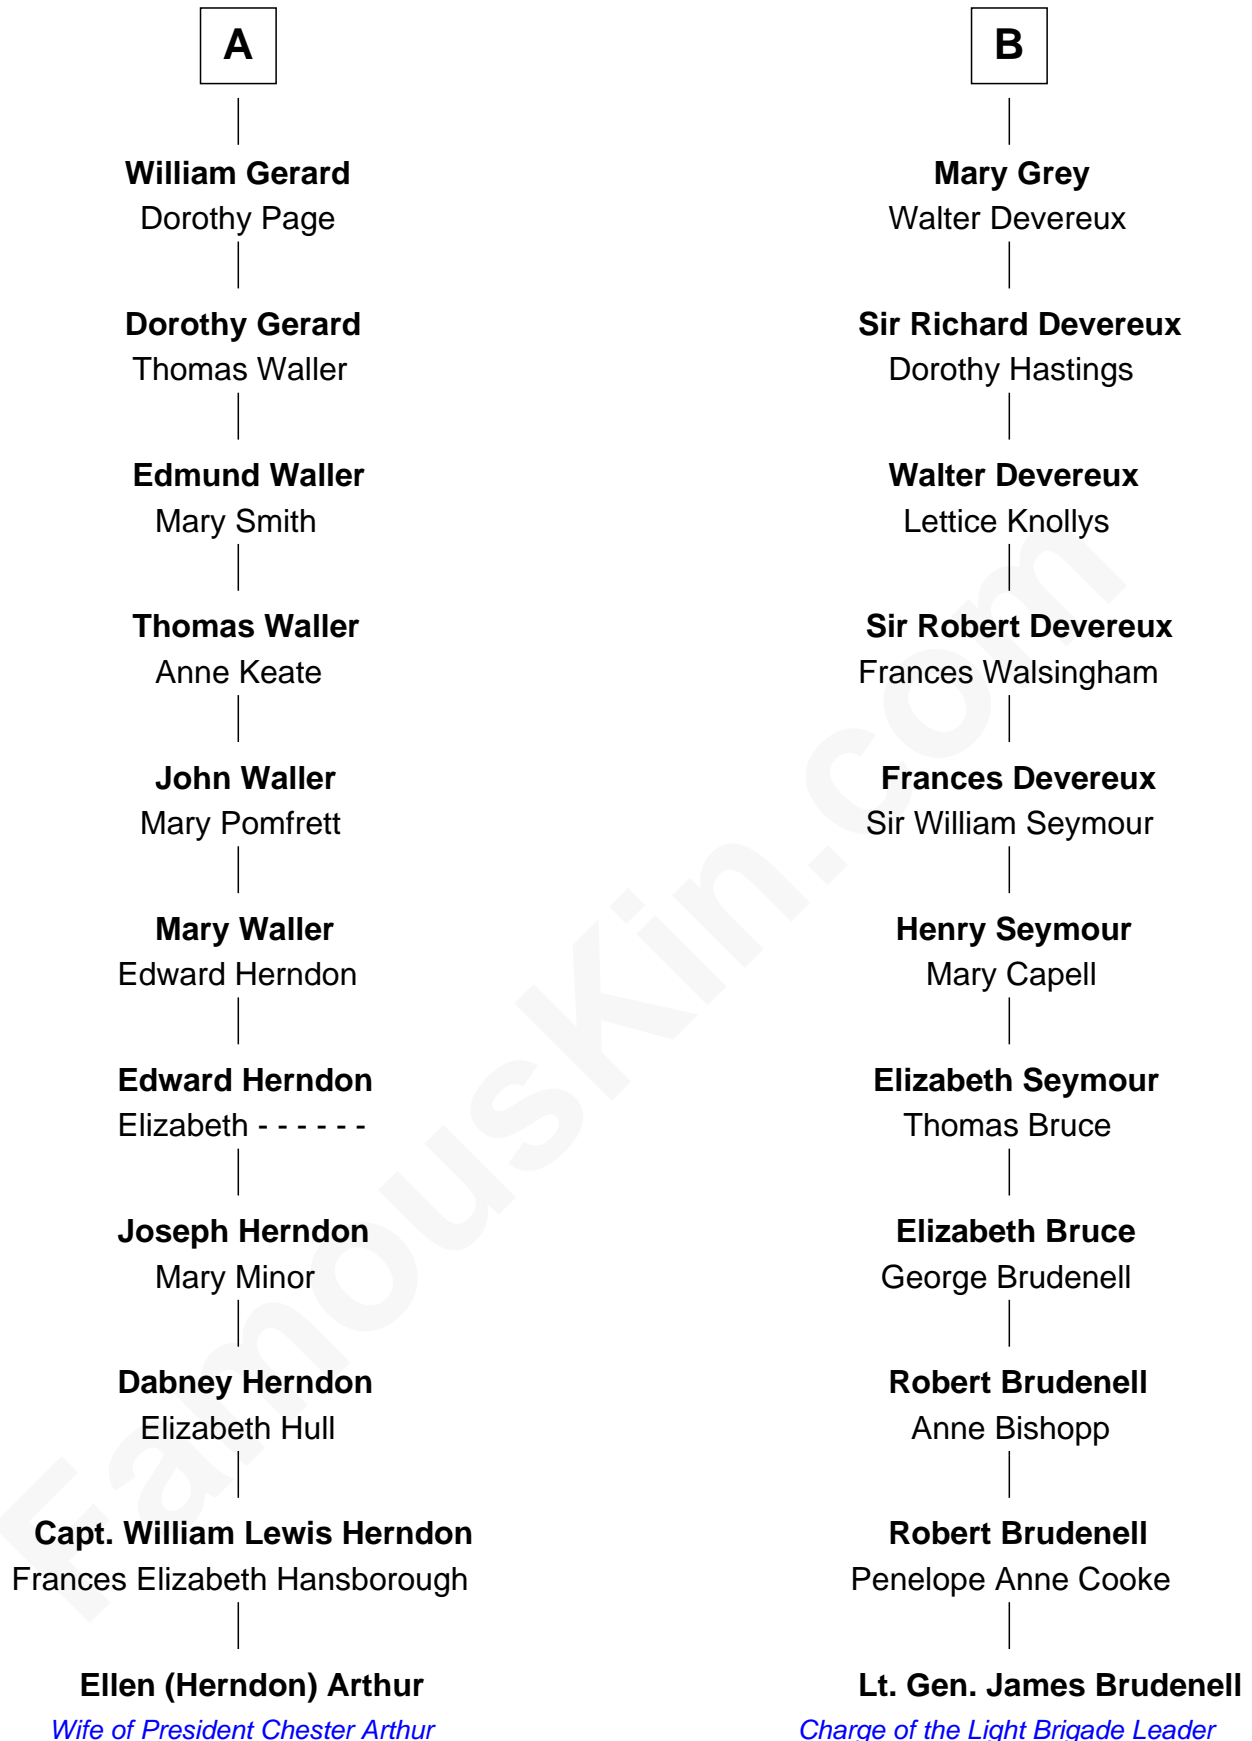 A
William Gerard
Dorothy Page
Dorothy Gerard
Thomas Waller
Edmund Waller
Mary Smith
Thomas Waller
Anne Keate
John Waller
Mary Pomfrett
Mary Waller
Edward Herndon
Edward Herndon
Elizabeth - - - - - -
Joseph Herndon
Mary Minor
Dabney Herndon
Elizabeth Hull
Capt. William Lewis Herndon
Frances Elizabeth Hansborough
Ellen (Herndon) Arthur
Wife of President Chester Arthur
B
Mary Grey
Walter Devereux
Sir Richard Devereux
Dorothy Hastings
Walter Devereux
Lettice Knollys
Sir Robert Devereux
Frances Walsingham
Frances Devereux
Sir William Seymour
Henry Seymour
Mary Capell
Elizabeth Seymour
Thomas Bruce
Elizabeth Bruce
George Brudenell
Robert Brudenell
Anne Bishopp
Robert Brudenell
Penelope Anne Cooke
Lt. Gen. James Brudenell
Charge of the Light Brigade Leader
FamousKin.com